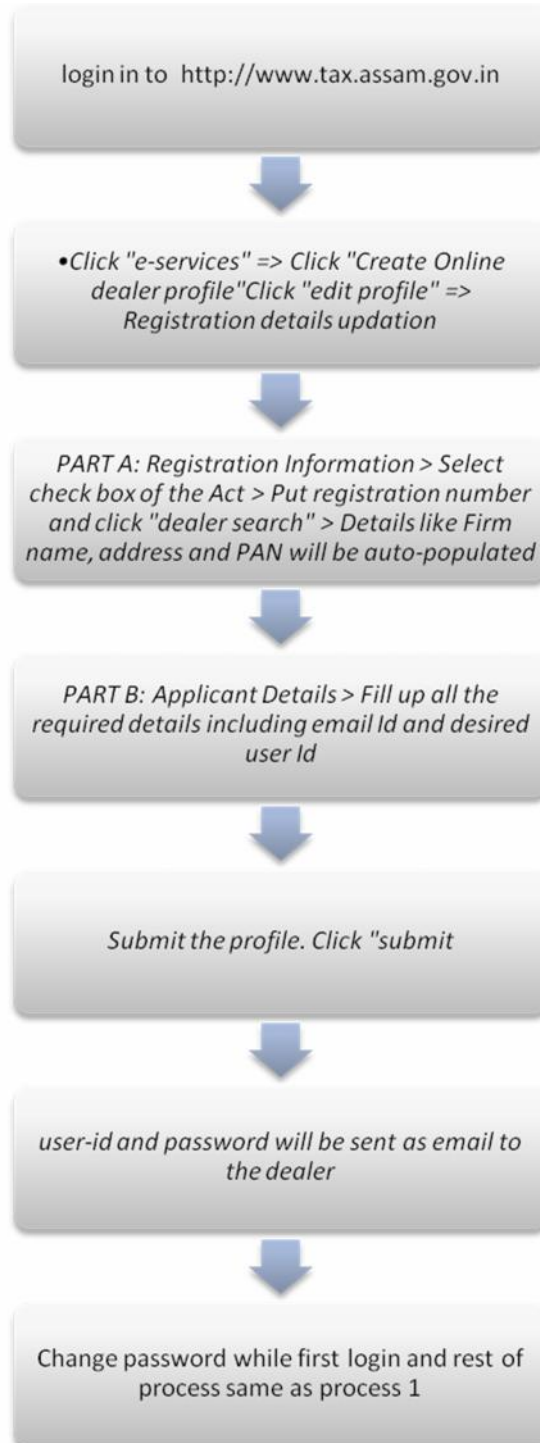 login in to  http://www.tax.assam.gov.in
•Click "e-services" => Click "Create Online
dealer profile"Click "edit profile" =>
Registration details updation
PART A: Registration Information > Select
check box of the Act > Put registration number
and click "dealer search" > Details like Firm
name, address and PAN will be auto-populated
PART B: Applicant Details > Fill up all the
required details including email Id and desired
user Id
Submit the profile. Click "submit
user-id and password will be sent as email to
the dealer
Change password while first login and rest of
process same as process 1